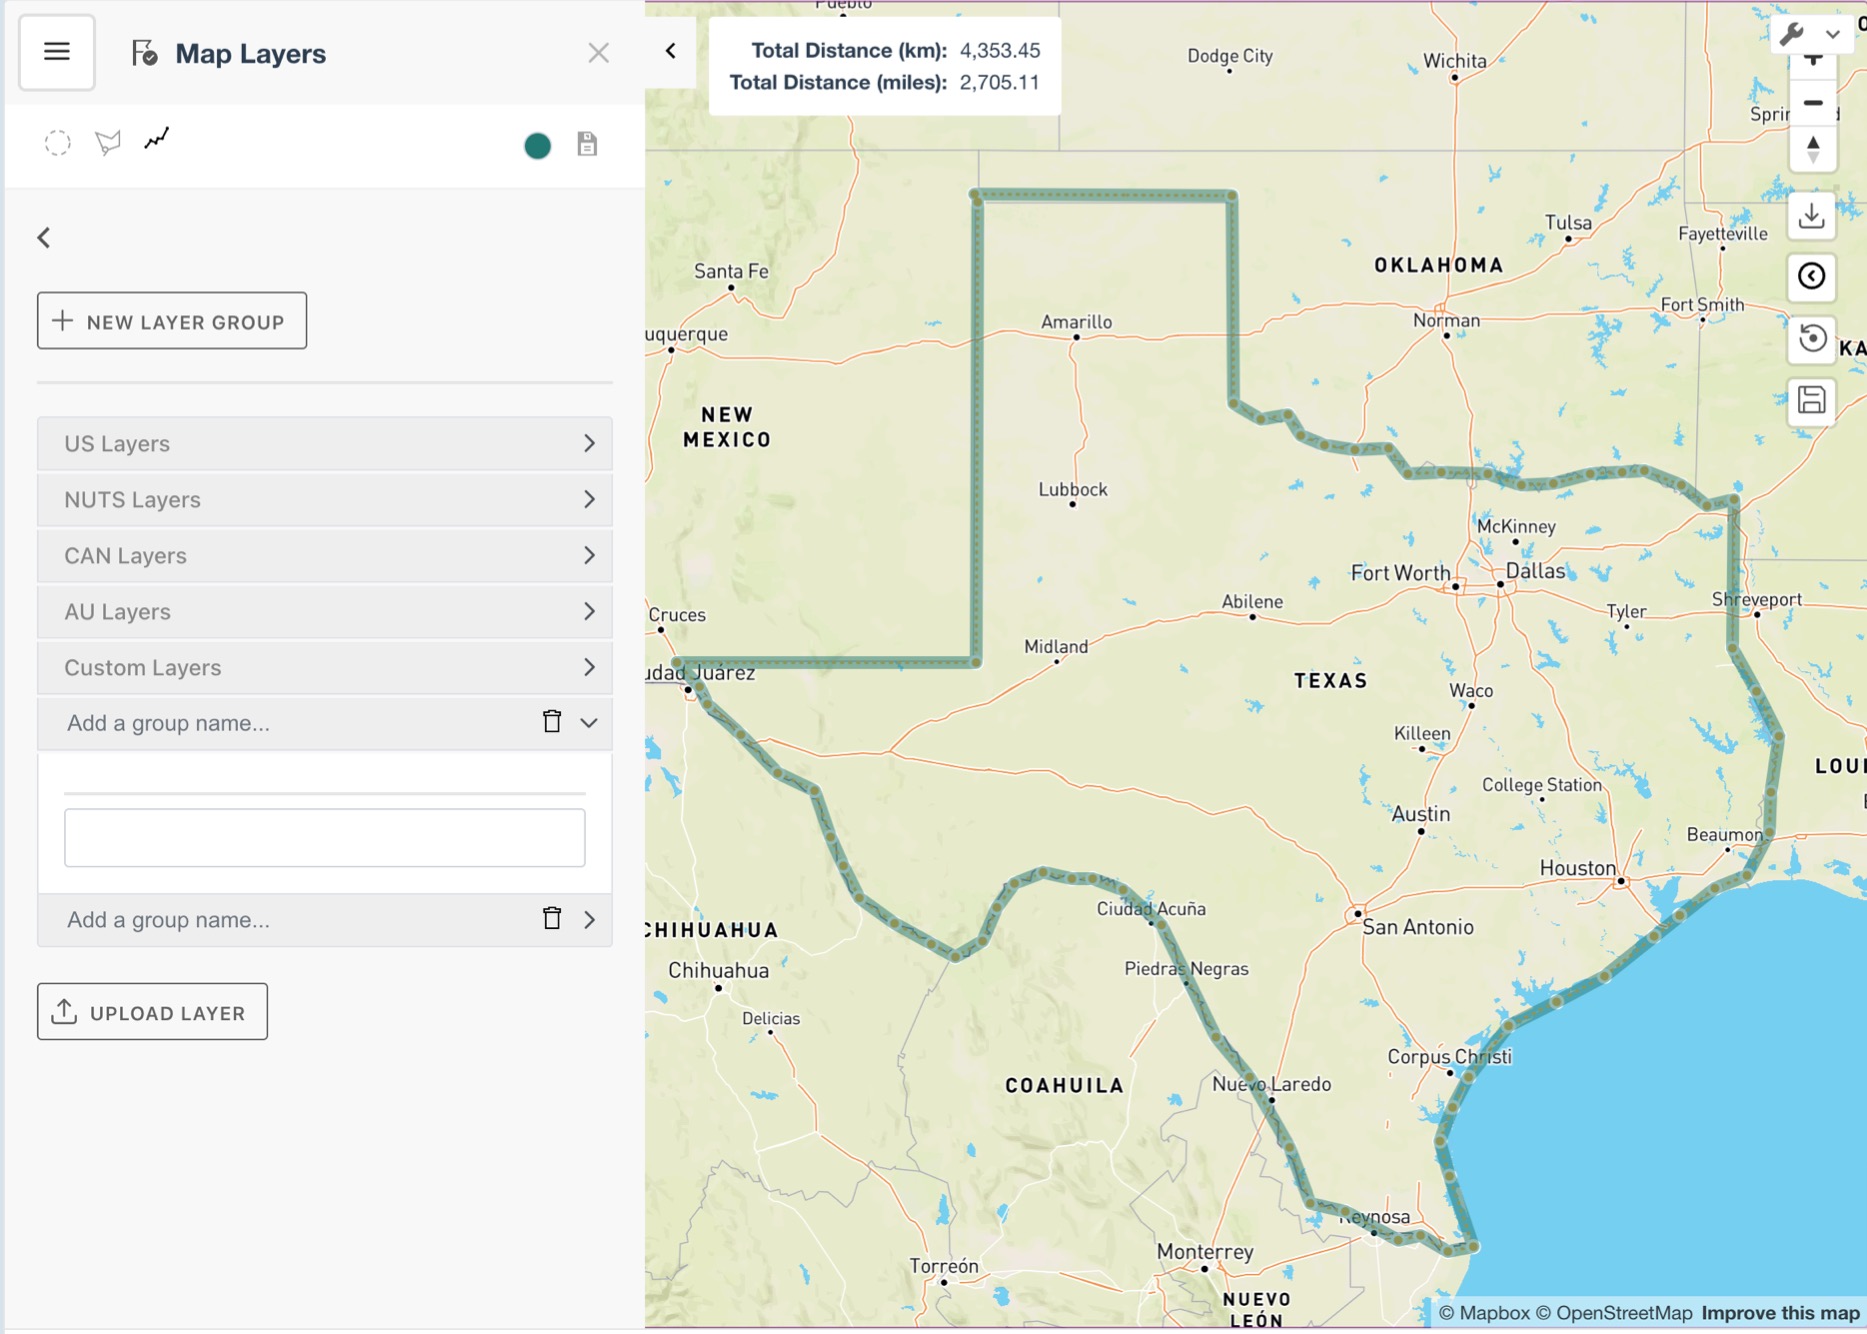 Map Layers
NEW LAYER GROUP
US Layers
NUTS Layers
CAN Layers
AU Layers
Custom Layers
Add a group name...
Add a group name...
UPLOAD LAYER
Total Distance (km): 4,353.45
Total Distance (miles): 2,705.11
Pueblo
Dodge City
Wichita
Tulsa
Fayetteville
Santa Fe
OKLAHOMA
Fort Smith
uquerque
Amarillo
Norman
KA
NEW
MEXICO
Lubbock
McKinney
Fort Worth
Dallas
Abilene
Tyler
Shreveport
Cruces
Midland
udad Juárez
TEXAS
Waco
Killeen
LOUI
College Station
Austin
Beaumon
Houston
Ciudad Acuña
CHIHUAHUA
San Antonio
Chihuahua
Piedras Negras
Delicias
Corpus Christi
COAHUILA
Nuevo Laredo
Reynosa
Monterrey
Torreón
NUEVO
LEÓN
© Mapbox © OpenStreetMap Improve this map